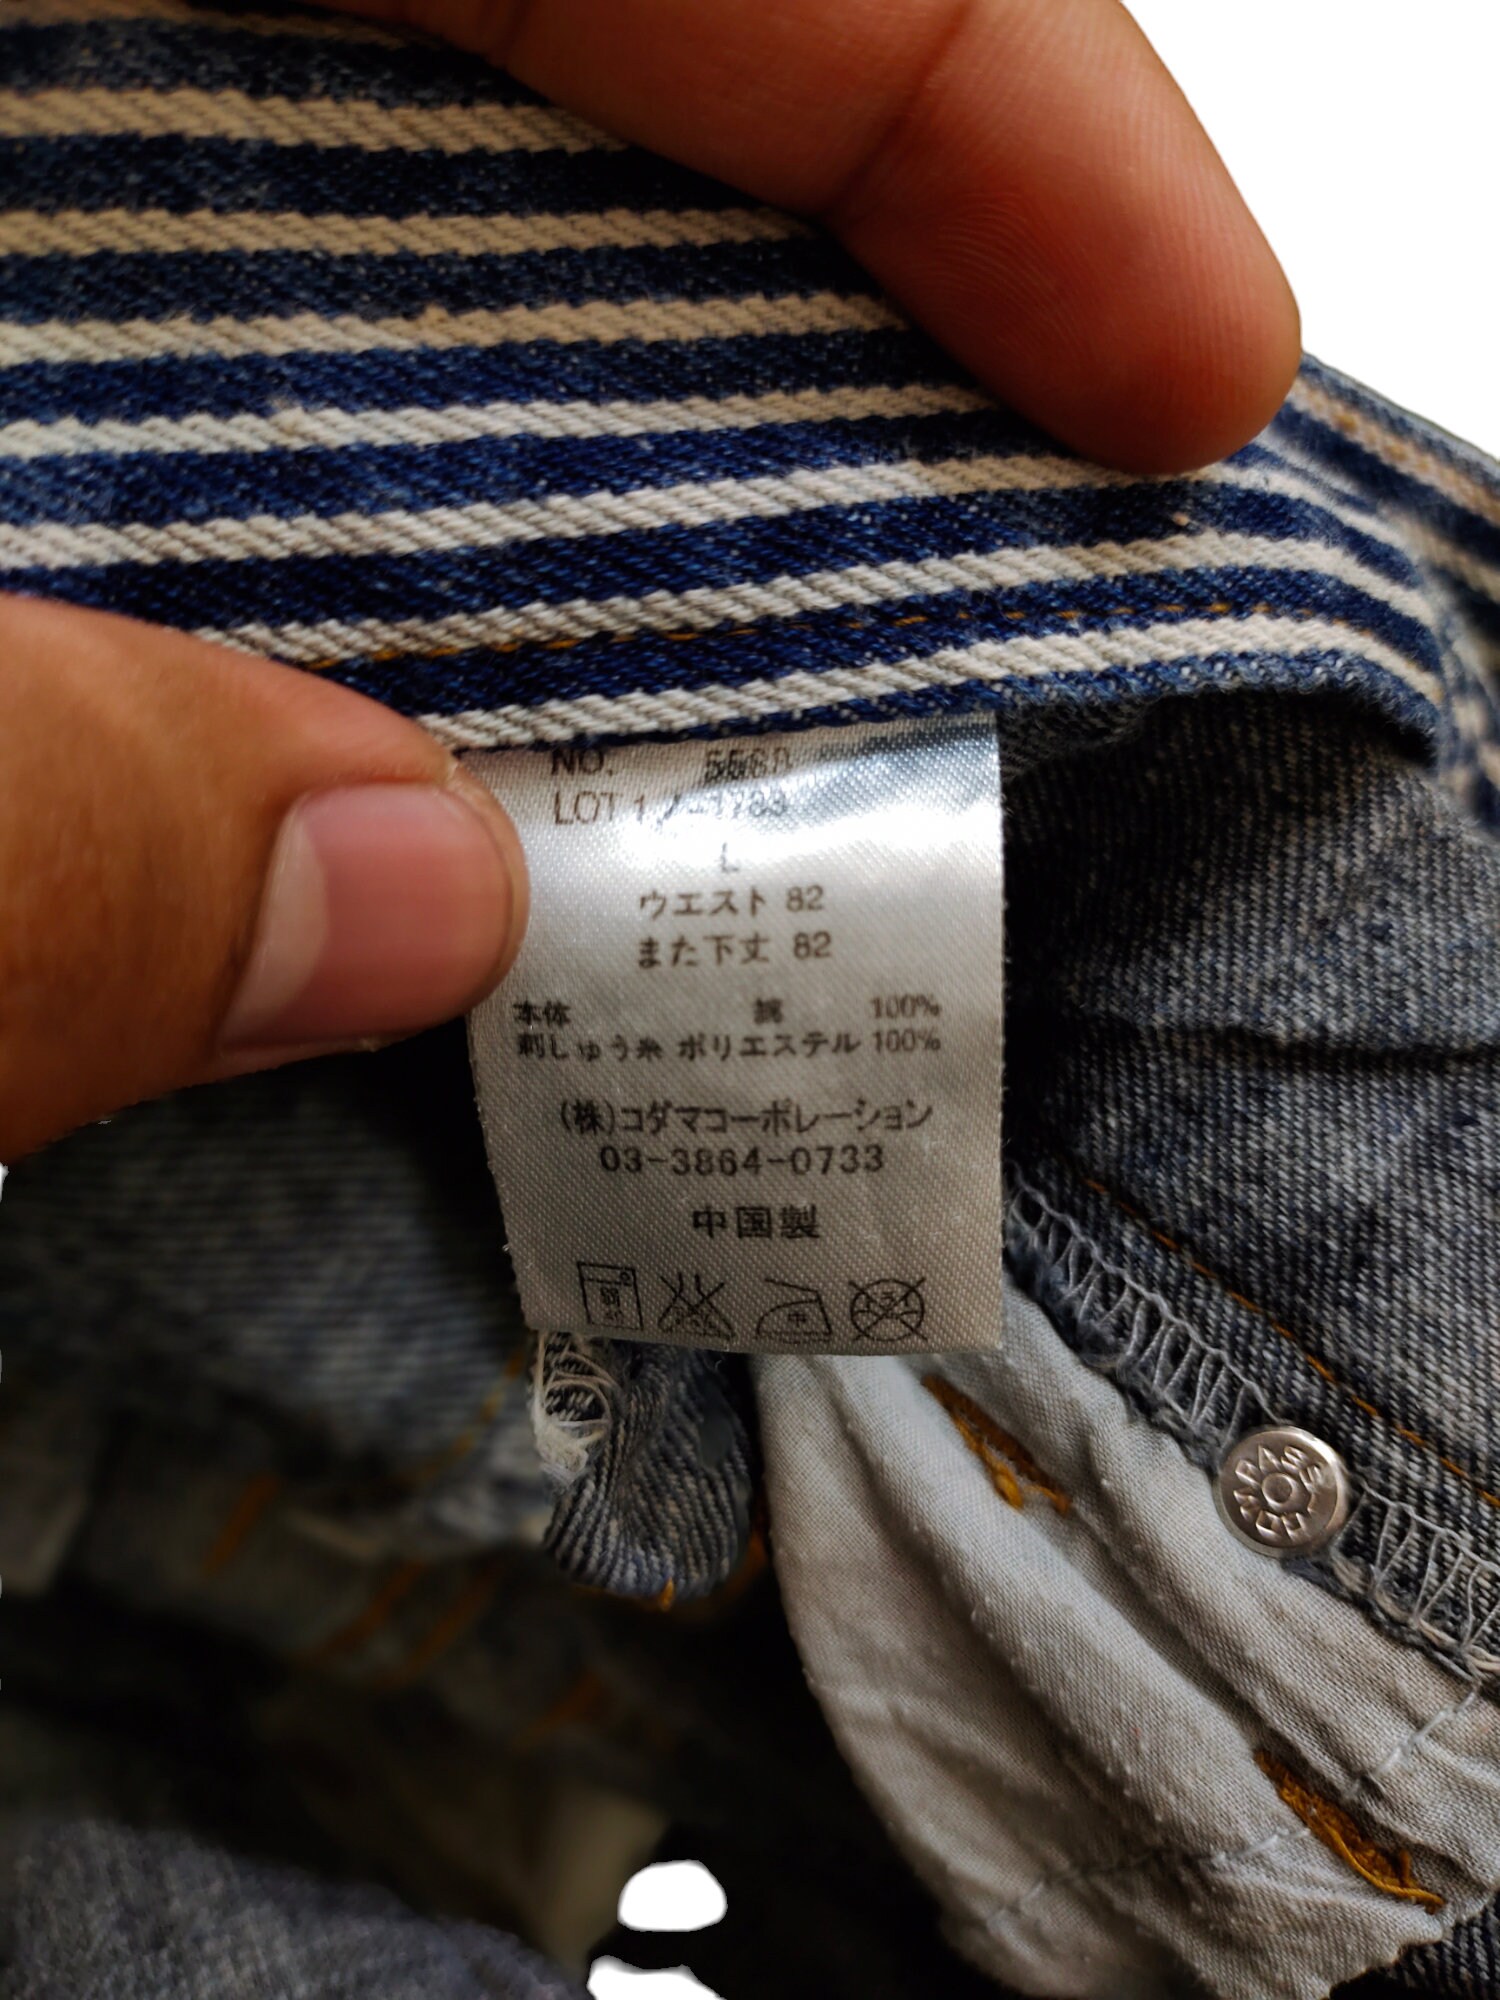 NO.
LOT
L
ウエスト 82
また下丈 82
本体 綿 100%
刺しゅう糸 ポリエステル 100%
(株)コダマコーポレーション
03-3864-0733
中国製